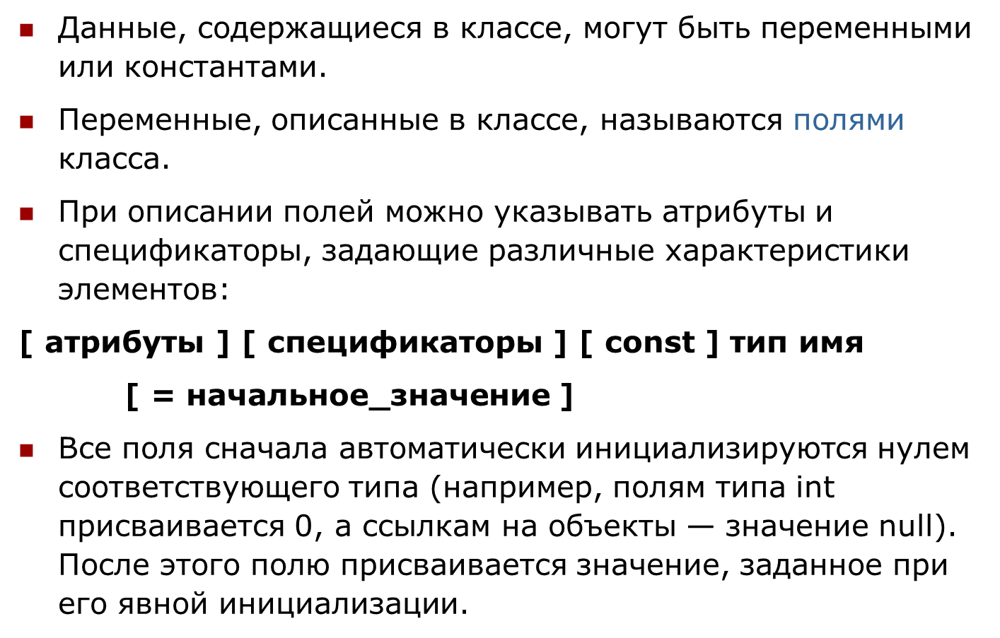 Данные, содержащиеся в классе, могут быть переменными
или константами.
Переменные, описанные в классе, называются полями
класса.
При описании полей можно указывать атрибуты и
спецификаторы, задающие различные характеристики
элементов:
[ атрибуты ] [ спецификаторы ] [ const ] тип имя
[ = начальное_значение ]
Все поля сначала автоматически инициализируются нулем
соответствующего типа (например, полям типа int
присваивается 0, а ссылкам на объекты — значение null).
После этого полю присваивается значение, заданное при
его явной инициализации.